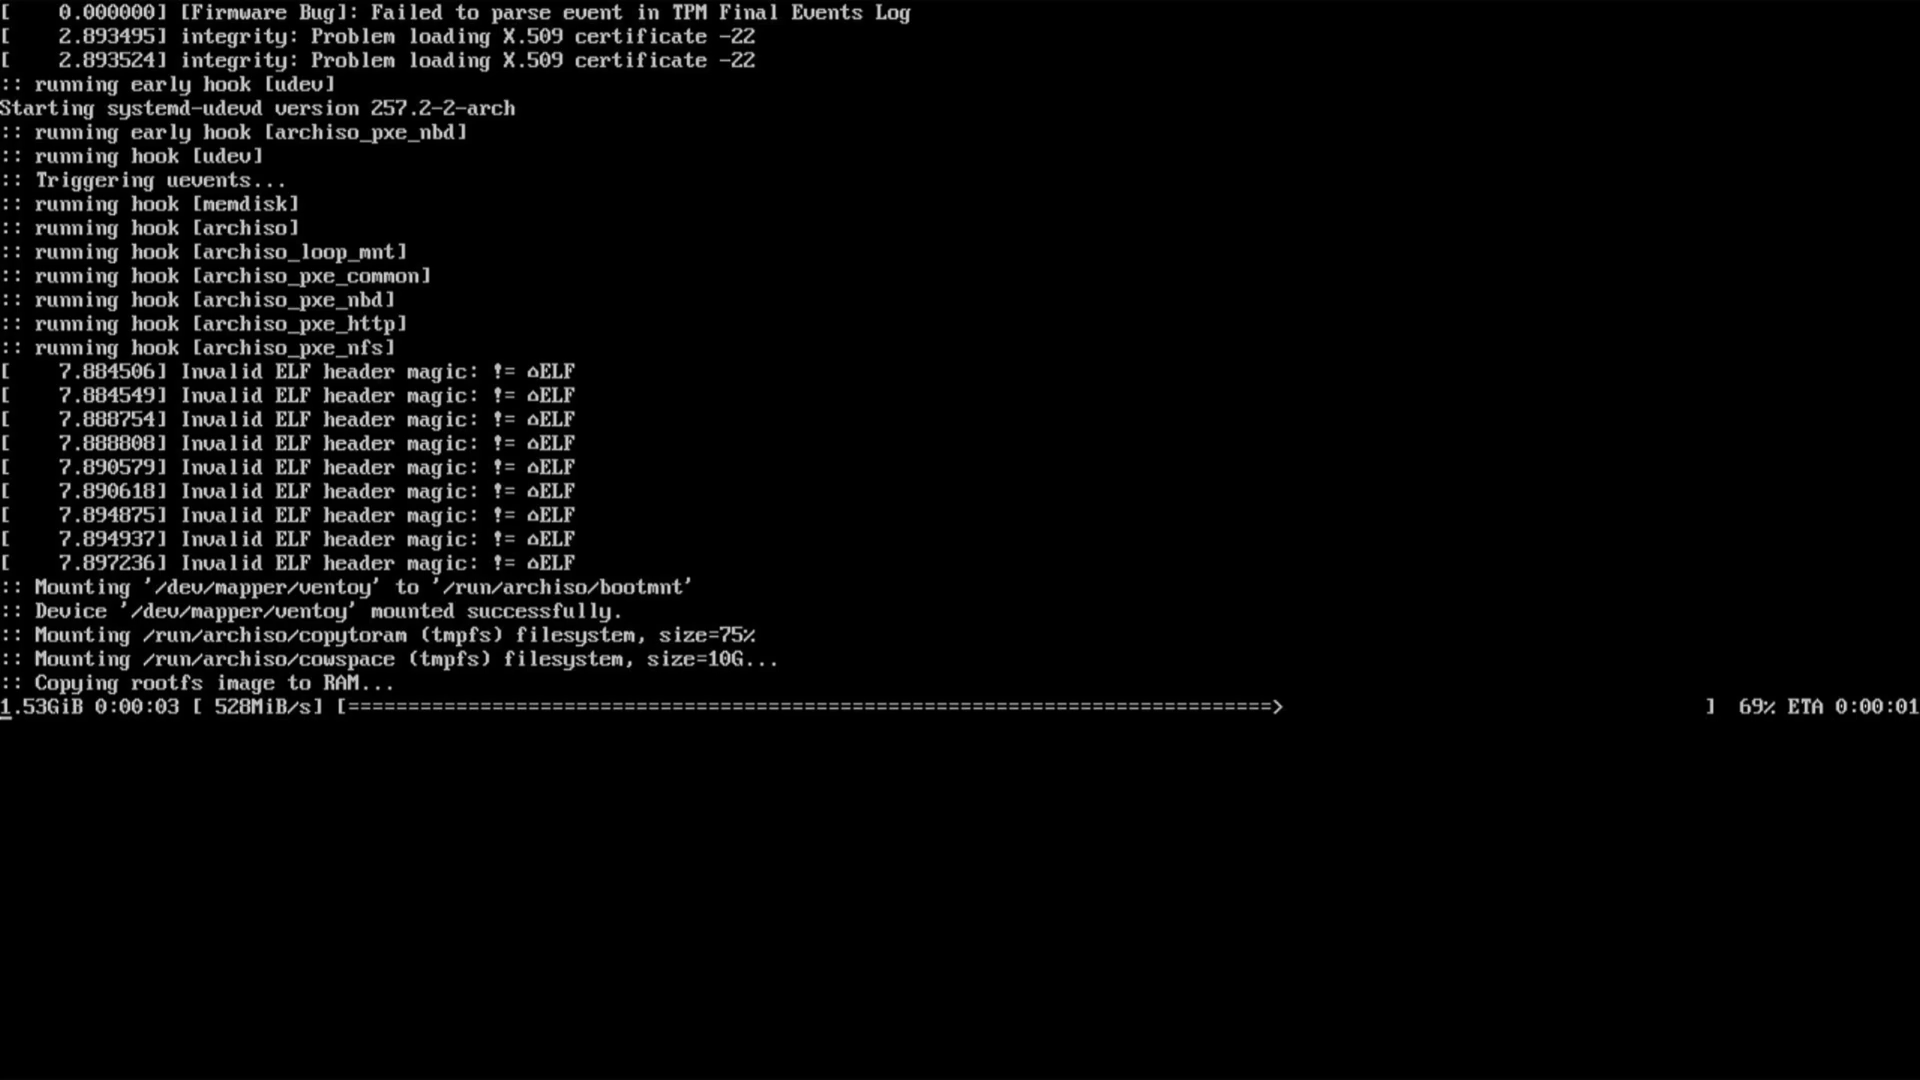 [    0.000000] [Firmware Bug]: Failed to parse event in TPM Final Events Log
[    2.893495] integrity: Problem loading X.509 certificate -22
[    2.893524] integrity: Problem loading X.509 certificate -22
:: running early hook [udev]
Starting systemd-udevd version 257.2-2-arch
:: running early hook [archiso_pxe_nbd]
:: running hook [udev]
:: Triggering uevents...
:: running hook [memdisk]
:: running hook [archiso]
:: running hook [archiso_loop_mnt]
:: running hook [archiso_pxe_common]
:: running hook [archiso_pxe_nbd]
:: running hook [archiso_pxe_http]
:: running hook [archiso_pxe_nfs]
[    7.884506] Invalid ELF header magic: != ⌂ELF
[    7.884549] Invalid ELF header magic: != ⌂ELF
[    7.888754] Invalid ELF header magic: != ⌂ELF
[    7.888808] Invalid ELF header magic: != ⌂ELF
[    7.890579] Invalid ELF header magic: != ⌂ELF
[    7.890618] Invalid ELF header magic: != ⌂ELF
[    7.894875] Invalid ELF header magic: != ⌂ELF
[    7.894937] Invalid ELF header magic: != ⌂ELF
[    7.897236] Invalid ELF header magic: != ⌂ELF
:: Mounting '/dev/mapper/ventoy' to '/run/archiso/bootmnt'
:: Device '/dev/mapper/ventoy' mounted successfully.
:: Mounting /run/archiso/copytoram (tmpfs) filesystem, size=75%
:: Mounting /run/archiso/cowspace (tmpfs) filesystem, size=10G...
:: Copying rootfs image to RAM...
1.53GiB 0:00:03 [ 528MiB/s] [=============================================================================>                                    ]  69% ETA 0:00:01